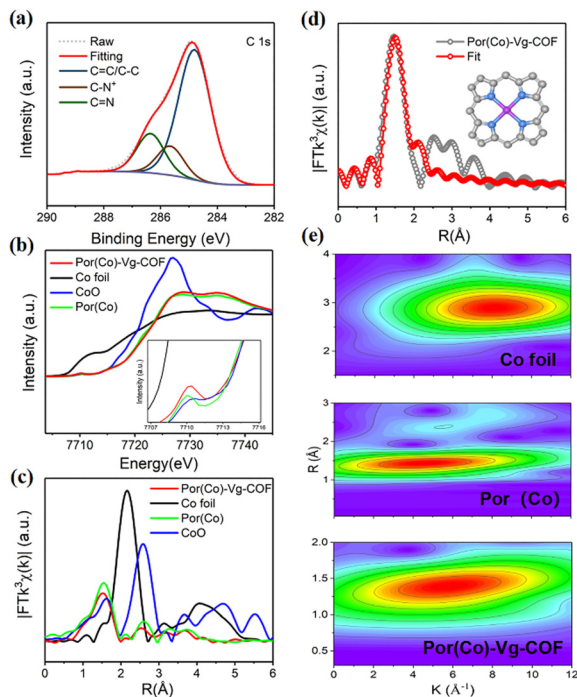 (a)
Raw
Fitting
C=C/C-C
C-N⁺
C=N
C 1s
Intensity (a.u.)
290 288 286 284 282
Binding Energy (eV)
(b)
Por(Co)-Vg-COF
Co foil
CoO
Por(Co)
Intensity (a.u.)
Intensity (a.u.)
7707 7710 7713 7716
7710 7720 7730 7740
Energy(eV)
(c)
Por(Co)-Vg-COF
Co foil
Por(Co)
CoO
|FTk³χ(k)| (a.u.)
0 1 2 3 4 5 6
R(Å)
(d)
Por(Co)-Vg-COF
Fit
|FTk³χ(k)| (a.u.)
0 1 2 3 4 5 6
R(Å)
(e)
4
3
2
Co foil
3
2
1
R (Å)
Por (Co)
2.0
1.5
1.0
0.5
Por(Co)-Vg-COF
0 2 4 6 8 10 12
K (Å⁻¹)